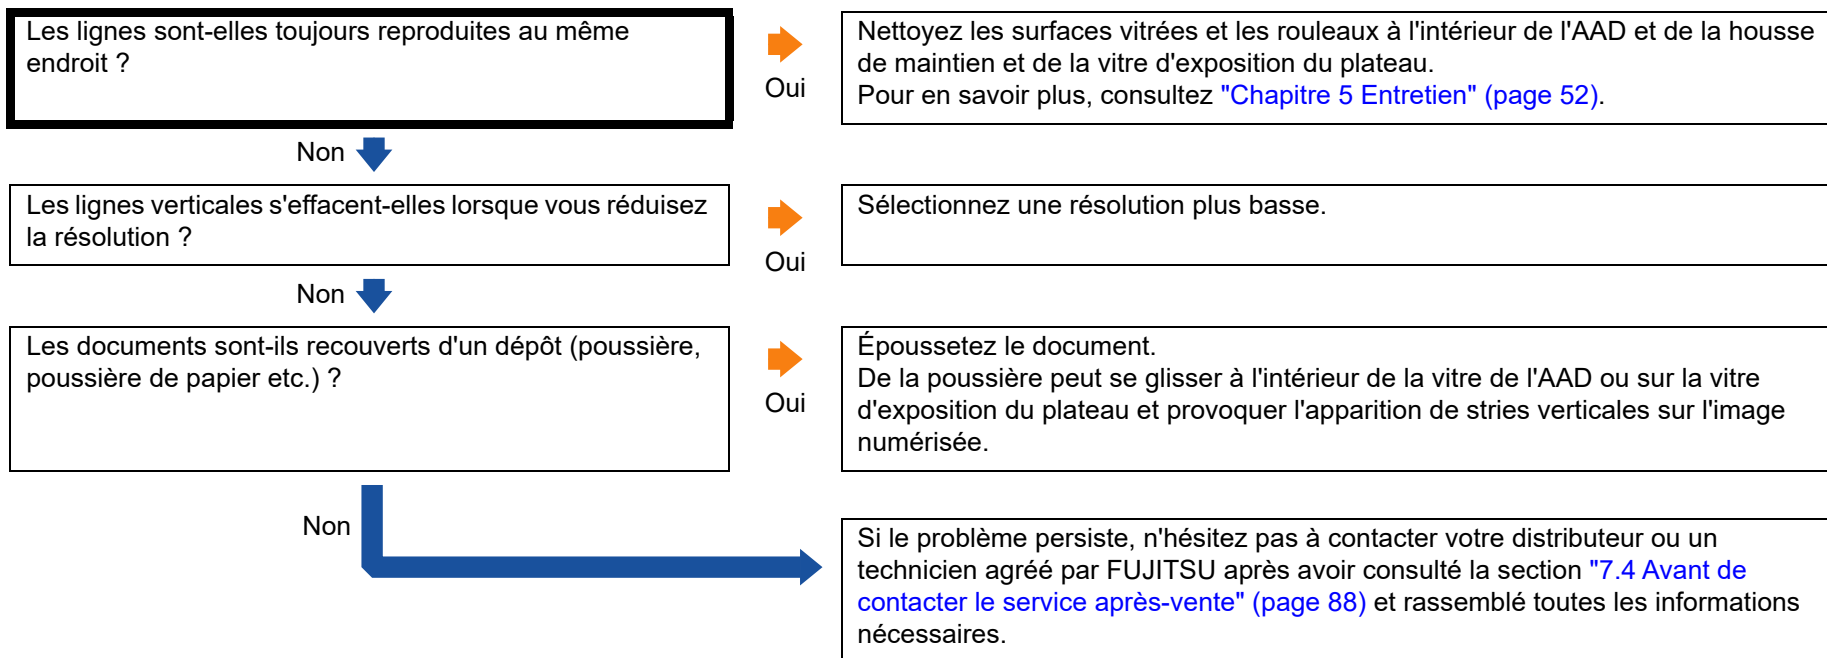 Les lignes sont-elles toujours reproduites au même
endroit ?
Oui
Nettoyez les surfaces vitrées et les rouleaux à l'intérieur de l'AAD et de la housse
de maintien et de la vitre d'exposition du plateau.
Pour en savoir plus, consultez "Chapitre 5 Entretien" (page 52).
Non
Les lignes verticales s'effacent-elles lorsque vous réduisez
la résolution ?
Oui
Sélectionnez une résolution plus basse.
Non
Les documents sont-ils recouverts d'un dépôt (poussière,
poussière de papier etc.) ?
Oui
Époussetez le document.
De la poussière peut se glisser à l'intérieur de la vitre de l'AAD ou sur la vitre
d'exposition du plateau et provoquer l'apparition de stries verticales sur l'image
numérisée.
Non
Si le problème persiste, n'hésitez pas à contacter votre distributeur ou un
technicien agréé par FUJITSU après avoir consulté la section "7.4 Avant de
contacter le service après-vente" (page 88) et rassemblé toutes les informations
nécessaires.